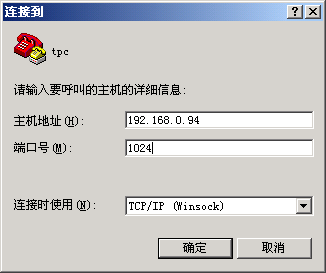 连接到
tpc
请输入要呼叫的主机的详细信息:
主机地址(H): 192.168.0.94
端口号(M): 1024
连接时使用(N): TCP/IP (Winsock)
确定 取消